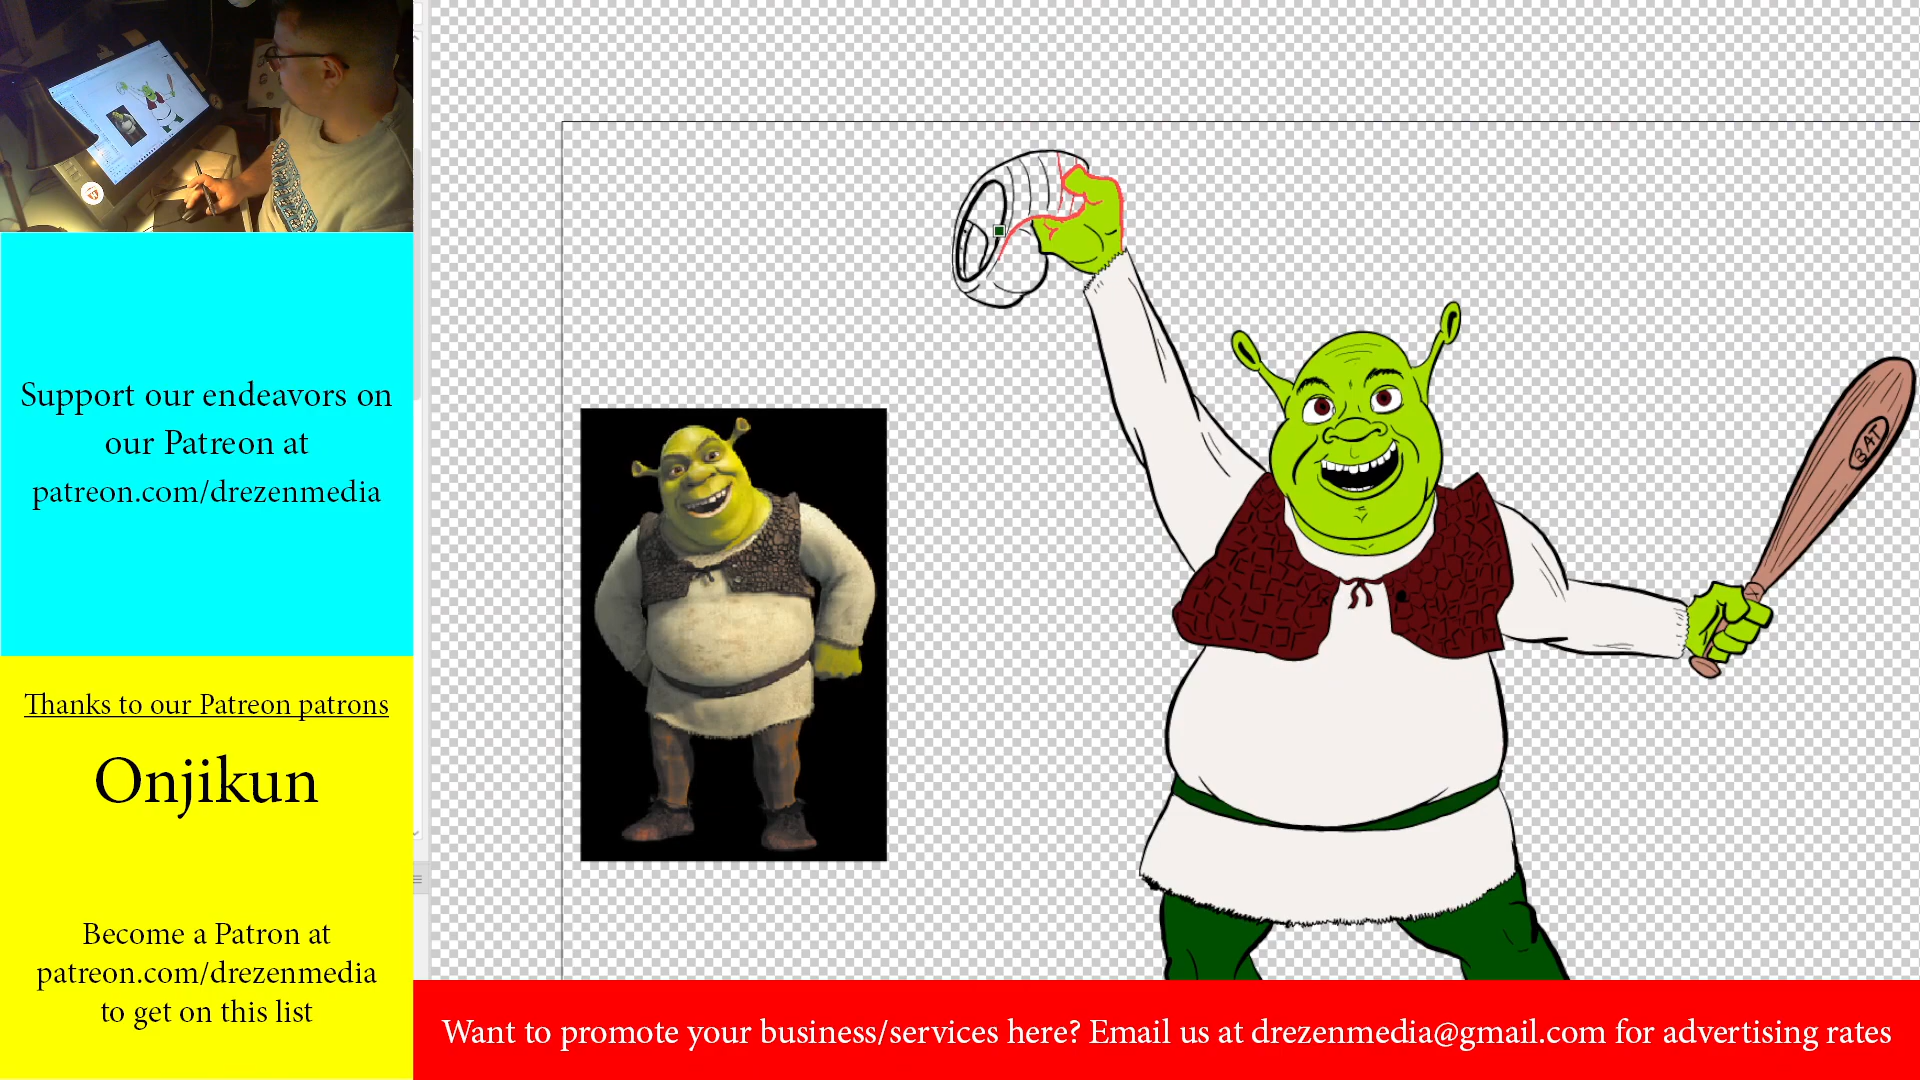 Support our endeavors on
our Patreon at
patreon.com/drezenmedia
Thanks to our Patreon patrons
Onjikun
Become a Patron at
patreon.com/drezenmedia
to get on this list
BAT
Want to promote your business/services here? Email us at drezenmedia@gmail.com for advertising rates